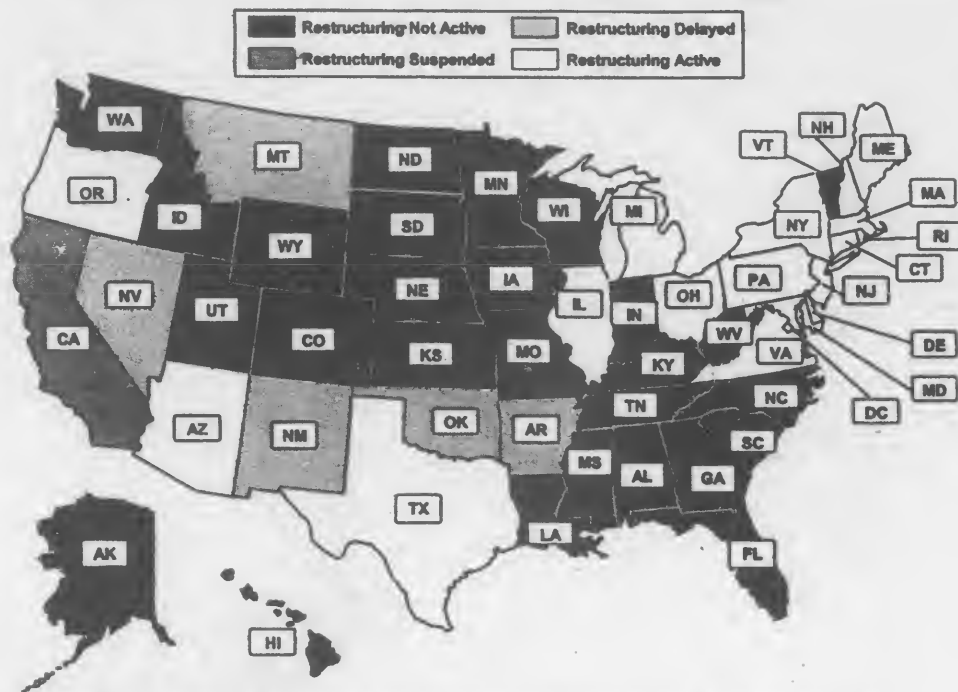 Restructuring Not Active
Restructuring Delayed
Restructuring Suspended
Restructuring Active
WA
MT
ND
MN
VT
NH
ME
OR
ID
WY
SD
WI
MI
NY
MA
RI
CT
NV
UT
CO
NE
IA
IL
IN
OH
PA
NJ
CA
KS
MO
KY
WV
VA
DE
MD
DC
AZ
NM
OK
AR
TN
NC
SC
MS
AL
GA
TX
LA
FL
AK
HI